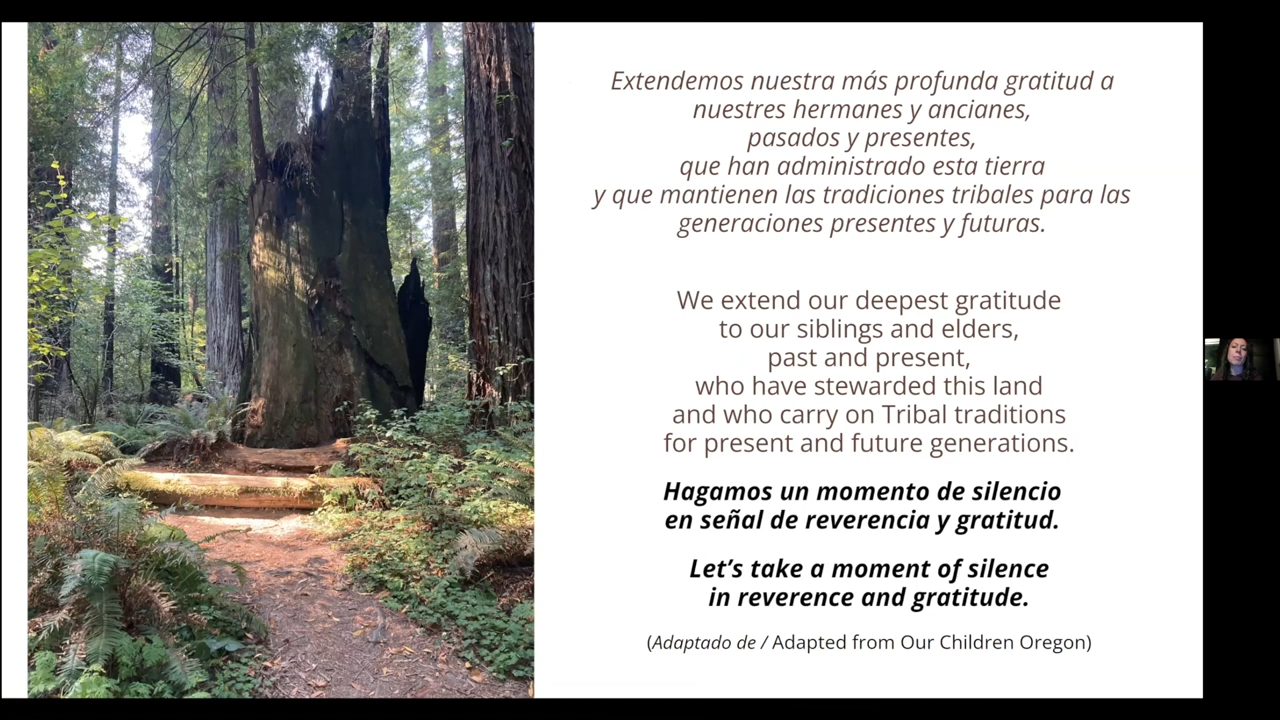 Extendemos nuestra más profunda gratitud a
nuestres hermanes y ancianes,
pasados y presentes,
que han administrado esta tierra
y que mantienen las tradiciones tribales para las
generaciones presentes y futuras.
We extend our deepest gratitude
to our siblings and elders,
past and present,
who have stewarded this land
and who carry on Tribal traditions
for present and future generations.
Hagamos un momento de silencio
en señal de reverencia y gratitud.
Let’s take a moment of silence
in reverence and gratitude.
(Adaptado de / Adapted from Our Children Oregon)